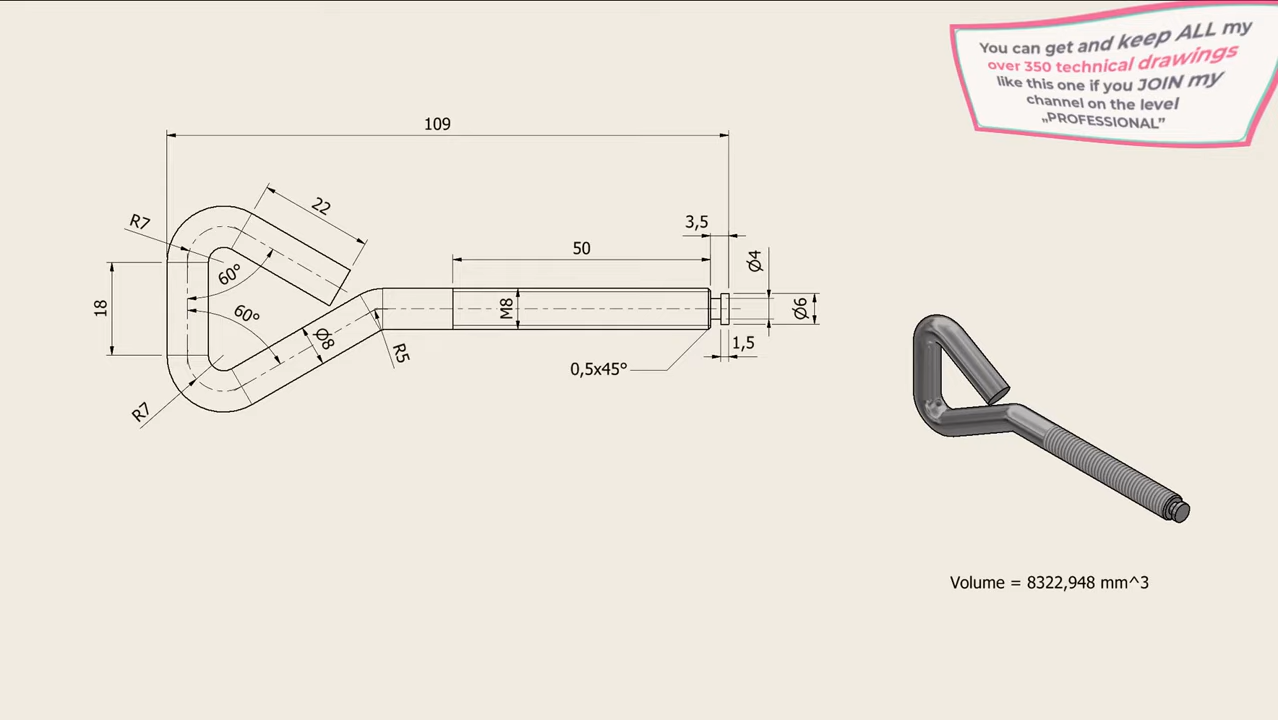 You can get and keep ALL my
over 350 technical drawings
like this one if you JOIN my
channel on the level
„PROFESSIONAL”
109
22
R7
3,5
50
Ø4
60°
18
M8
Ø6
60°
Ø8
R5
1,5
0,5x45°
R7
Volume = 8322,948 mm^3